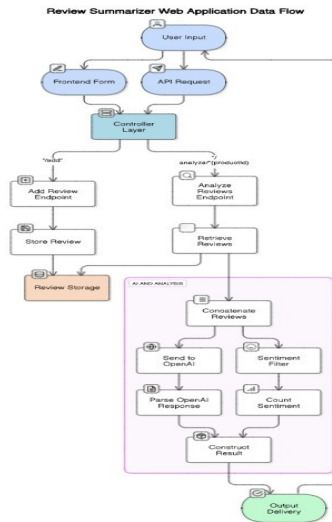 Review Summarizer Web Application Data Flow
User Input
Frontend Form
API Request
Controller
Layer
"/add"
"/
analyze/{productId}
Add Review
Endpoint
Analyze
Reviews
Endpoint
Store Review
Retrieve
Reviews
Review Storage
AI AND ANALYSIS
Concatenate
Reviews
Send to
OpenAI
Sentiment
Filter
Parse OpenAI
Response
Count
Sentiment
Construct
Result
Output
Delivery